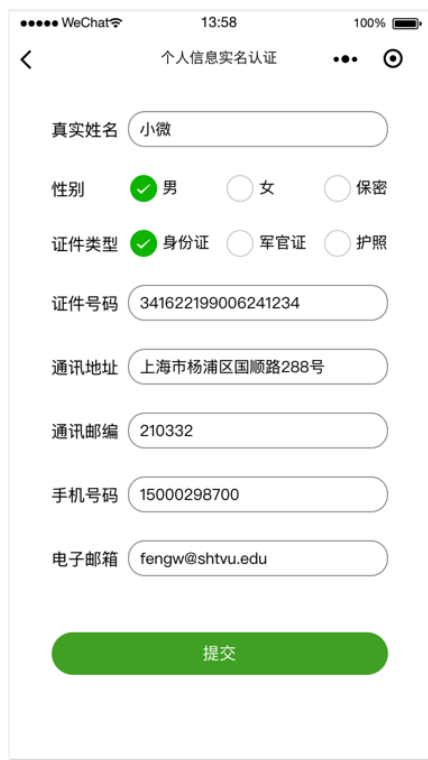 WeChat 13:58 100%
个人信息实名认证
真实姓名 小微
性别 男 女 保密
证件类型 身份证 军官证 护照
证件号码 341622199006241234
通讯地址 上海市杨浦区国顺路288号
通讯邮编 210332
手机号码 15000298700
电子邮箱 fengw@shtvu.edu
提交